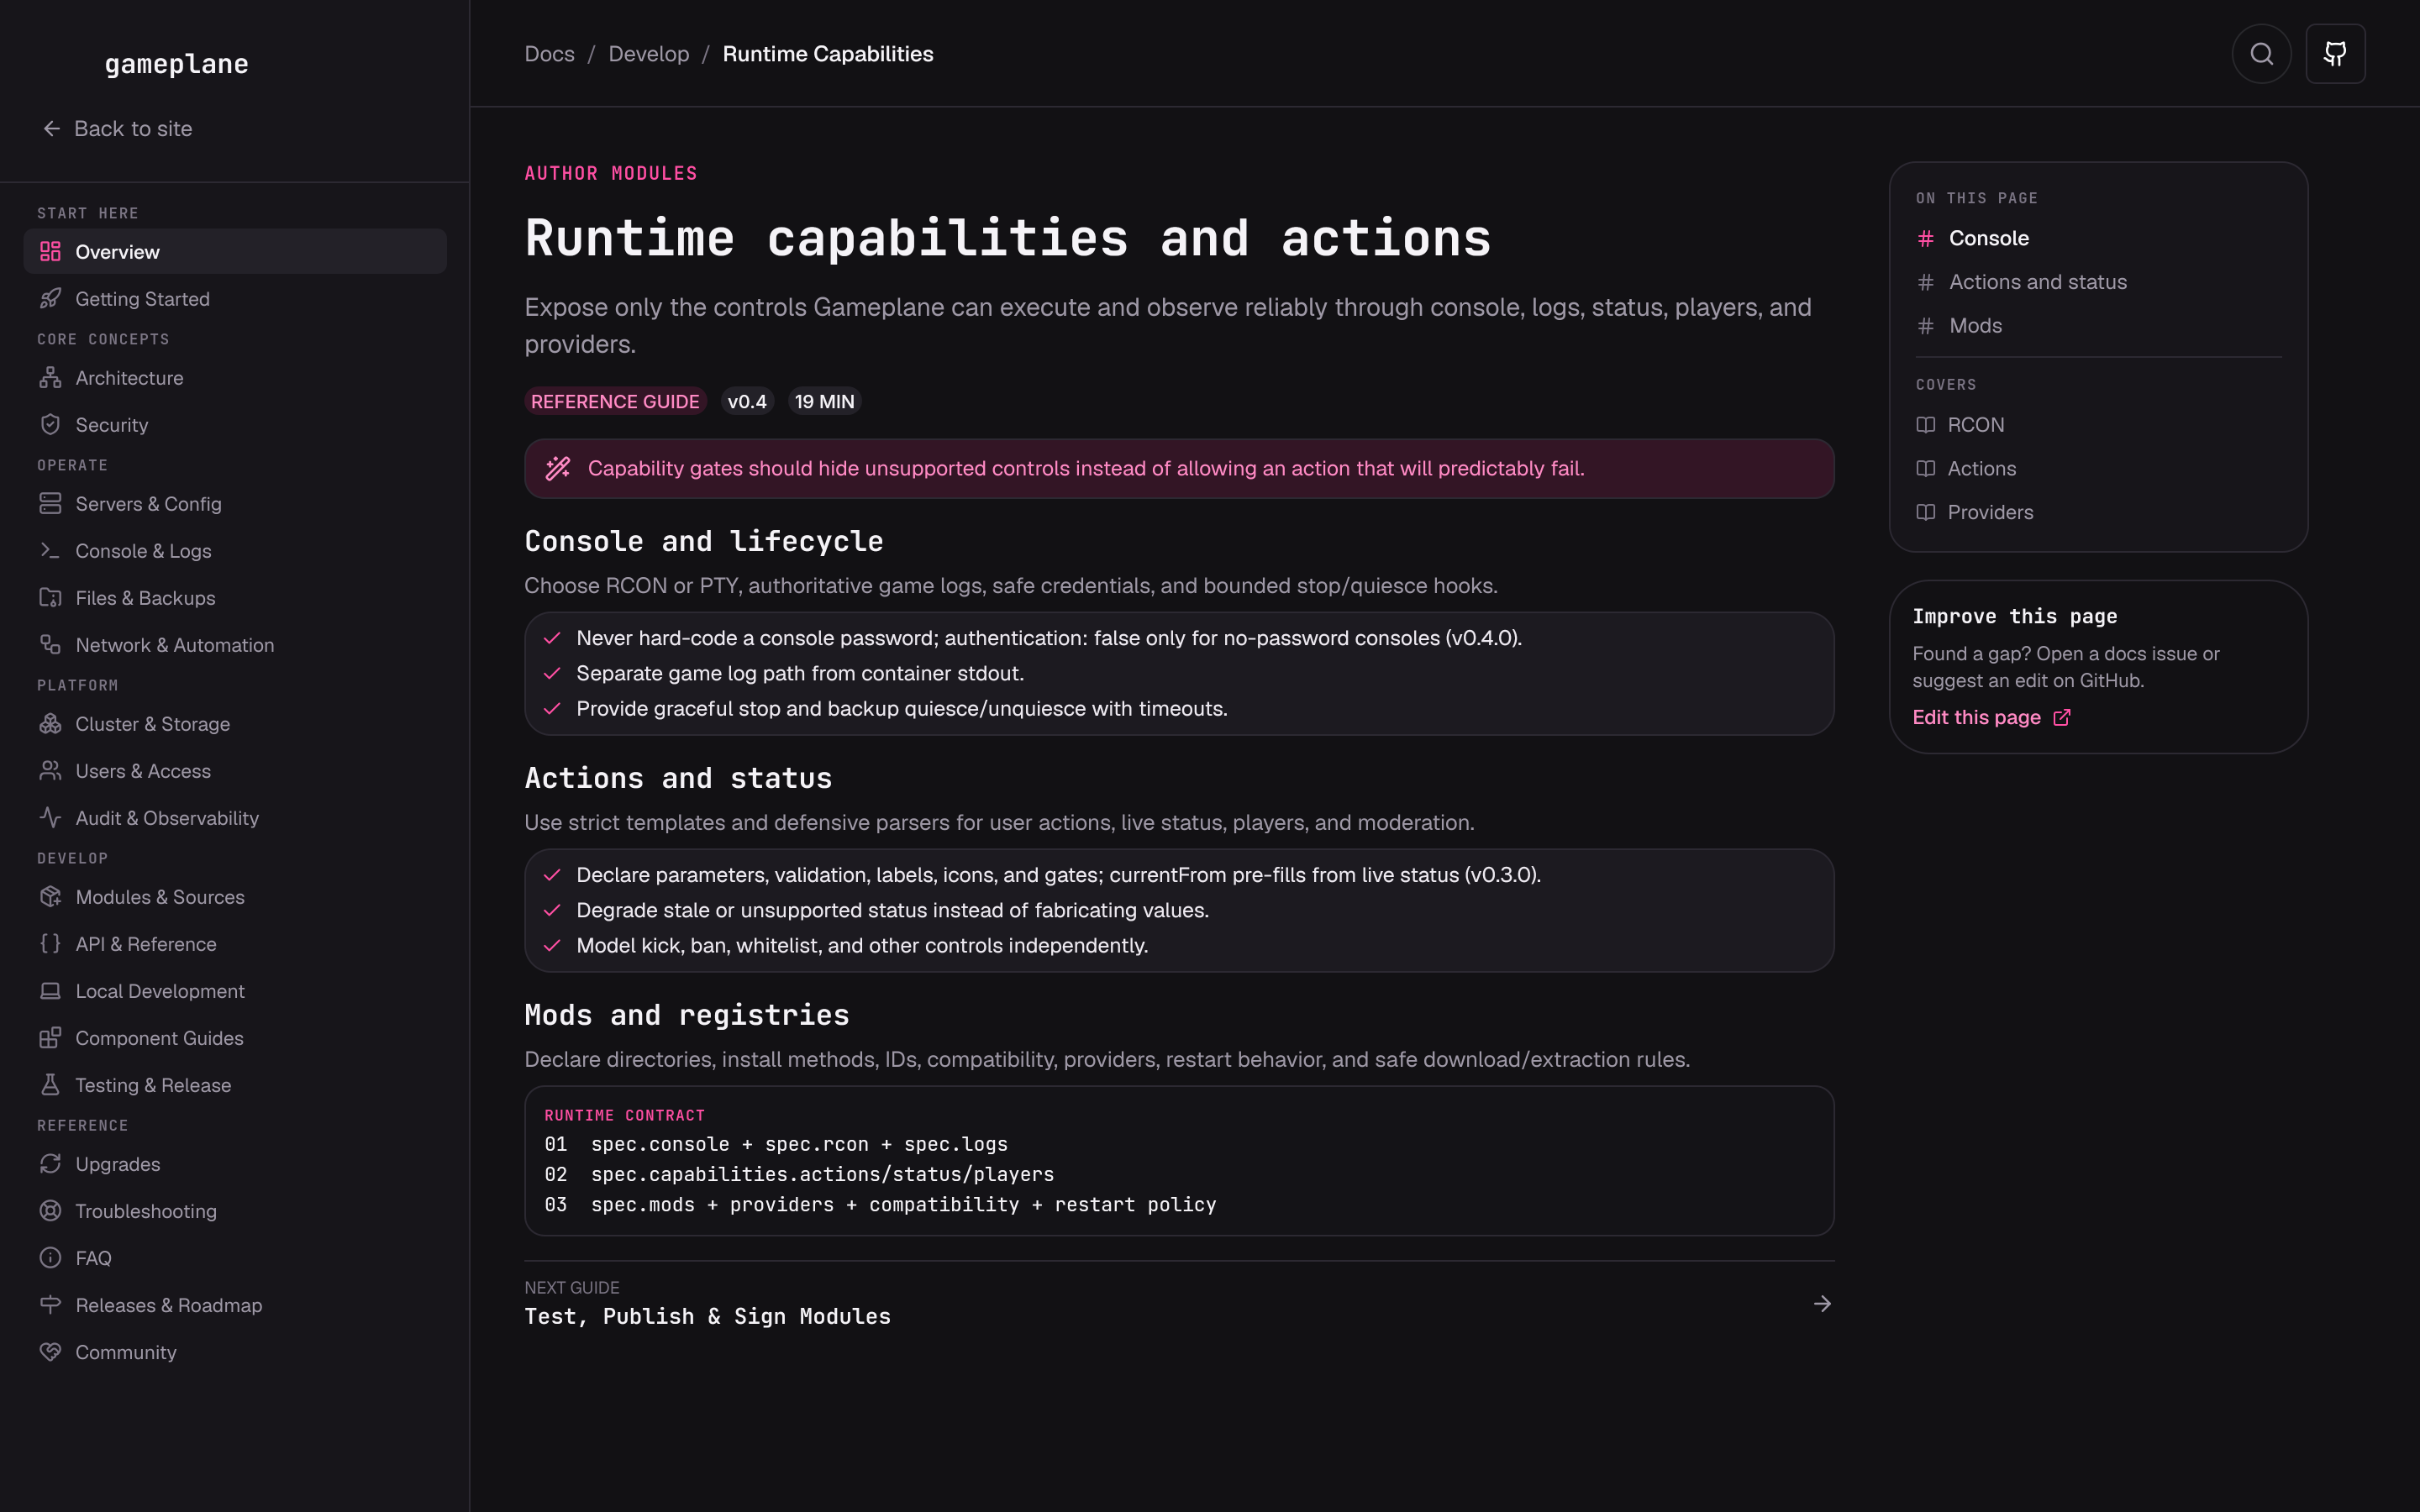 gameplane
Back to site
START HERE
Overview
Getting Started
CORE CONCEPTS
Architecture
Security
OPERATE
Servers & Config
Console & Logs
Files & Backups
Network & Automation
PLATFORM
Cluster & Storage
Users & Access
Audit & Observability
DEVELOP
Modules & Sources
API & Reference
Local Development
Component Guides
Testing & Release
REFERENCE
Upgrades
Troubleshooting
FAQ
Releases & Roadmap
Community
Docs / Develop / Runtime Capabilities
AUTHOR MODULES
Runtime capabilities and actions
Expose only the controls Gameplane can execute and observe reliably through console, logs, status, players, and
providers.
REFERENCE GUIDE v0.4 19 MIN
Capability gates should hide unsupported controls instead of allowing an action that will predictably fail.
Console and lifecycle
Choose RCON or PTY, authoritative game logs, safe credentials, and bounded stop/quiesce hooks.
Never hard-code a console password; authentication: false only for no-password consoles (v0.4.0).
Separate game log path from container stdout.
Provide graceful stop and backup quiesce/unquiesce with timeouts.
Actions and status
Use strict templates and defensive parsers for user actions, live status, players, and moderation.
Declare parameters, validation, labels, icons, and gates; currentFrom pre-fills from live status (v0.3.0).
Degrade stale or unsupported status instead of fabricating values.
Model kick, ban, whitelist, and other controls independently.
Mods and registries
Declare directories, install methods, IDs, compatibility, providers, restart behavior, and safe download/extraction rules.
RUNTIME CONTRACT
01 spec.console + spec.rcon + spec.logs
02 spec.capabilities.actions/status/players
03 spec.mods + providers + compatibility + restart policy
NEXT GUIDE
Test, Publish & Sign Modules
ON THIS PAGE
# Console
# Actions and status
# Mods
COVERS
RCON
Actions
Providers
Improve this page
Found a gap? Open a docs issue or
suggest an edit on GitHub.
Edit this page